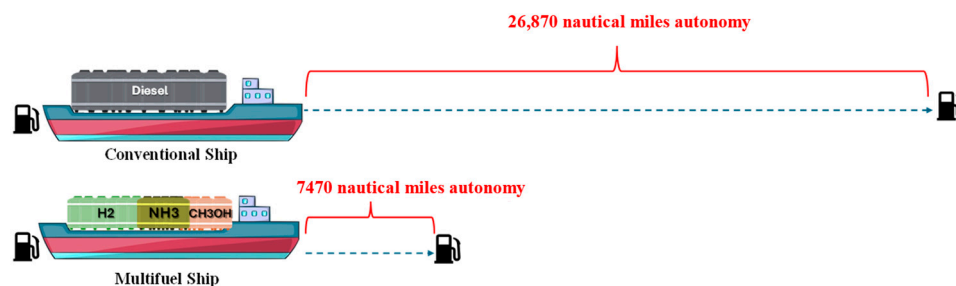 26,870 nautical miles autonomy
Diesel
Conventional Ship
7470 nautical miles autonomy
H2 NH3 CH3OH
Multifuel Ship